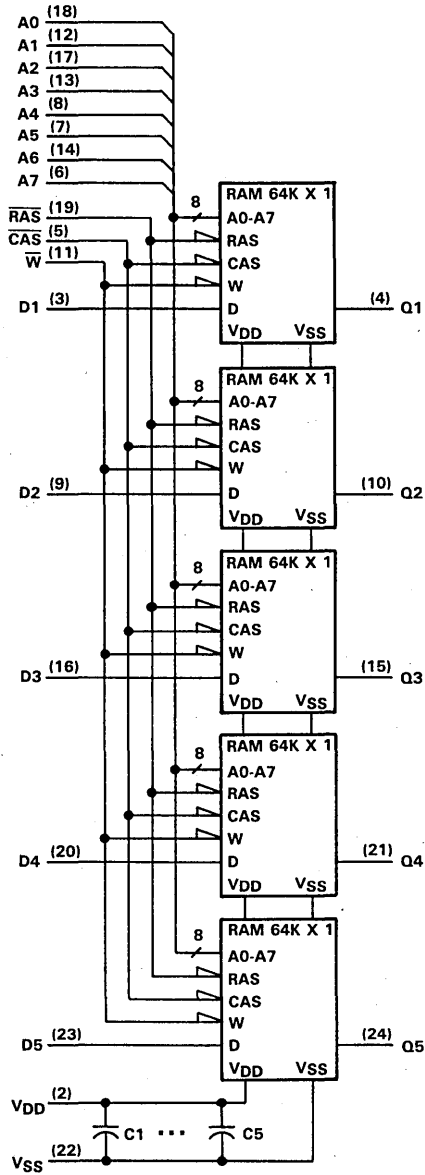 A0 (18)
A1 (12)
A2 (17)
A3 (13)
A4 (8)
A5 (7)
A6 (14)
A7 (6)
RAM 64K X 1
R̅A̅S̅ (19) 8 A0-A7
C̅A̅S̅ (5) RAS
W̅ (11) CAS
W
D1 (3) D (4) Q1
VDD VSS
RAM 64K X 1
8 A0-A7
RAS
CAS
W
D2 (9) D (10) Q2
VDD VSS
RAM 64K X 1
8 A0-A7
RAS
CAS
W
D3 (16) D (15) Q3
VDD VSS
RAM 64K X 1
8 A0-A7
RAS
CAS
W
D4 (20) D (21) Q4
VDD VSS
RAM 64K X 1
8 A0-A7
RAS
CAS
W
D5 (23) D (24) Q5
VDD VSS
VDD (2)
C1 ••• C5
VSS (22)